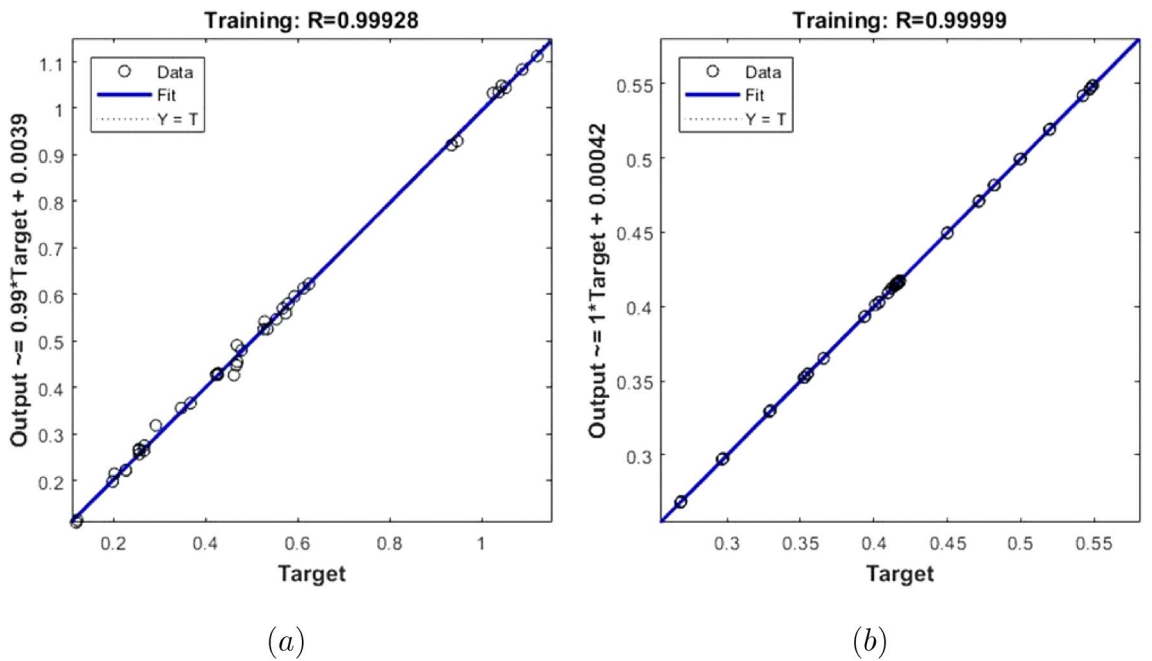 Training: R=0.99928
Output ~= 0.99*Target + 0.0039
1.1
1
0.9
0.8
0.7
0.6
0.5
0.4
0.3
0.2
Data
Fit
Y = T
0.2 0.4 0.6 0.8 1
Target
(a)
Training: R=0.99999
Output ~= 1*Target + 0.00042
0.55
0.5
0.45
0.4
0.35
0.3
Data
Fit
Y = T
0.3 0.35 0.4 0.45 0.5 0.55
Target
(b)